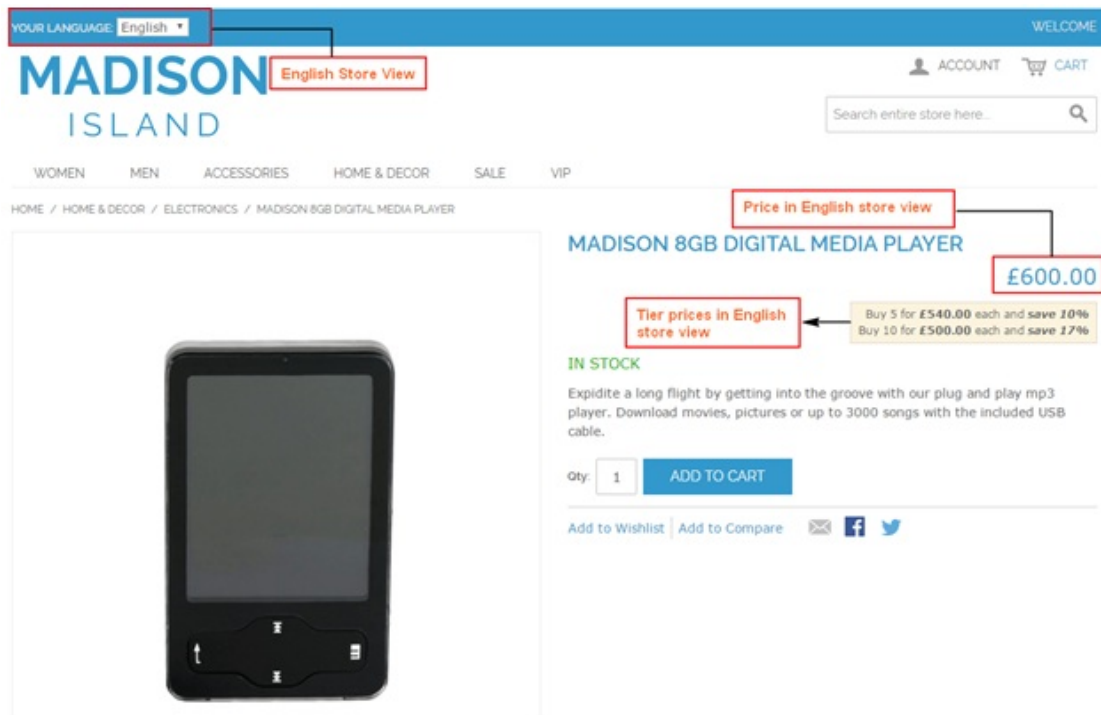 YOUR LANGUAGE: English
WELCOME
English Store View
MADISON
ISLAND
ACCOUNT
CART
Search entire store here...
WOMEN MEN ACCESSORIES HOME & DECOR SALE VIP
HOME / HOME & DECOR / ELECTRONICS / MADISON 8GB DIGITAL MEDIA PLAYER
Price in English store view
MADISON 8GB DIGITAL MEDIA PLAYER
£600.00
Tier prices in English
store view
Buy 5 for £540.00 each and save 10%
Buy 10 for £500.00 each and save 17%
IN STOCK
Expidite a long flight by getting into the groove with our plug and play mp3
player. Download movies, pictures or up to 3000 songs with the included USB
cable.
Qty: 1 ADD TO CART
Add to Wishlist Add to Compare